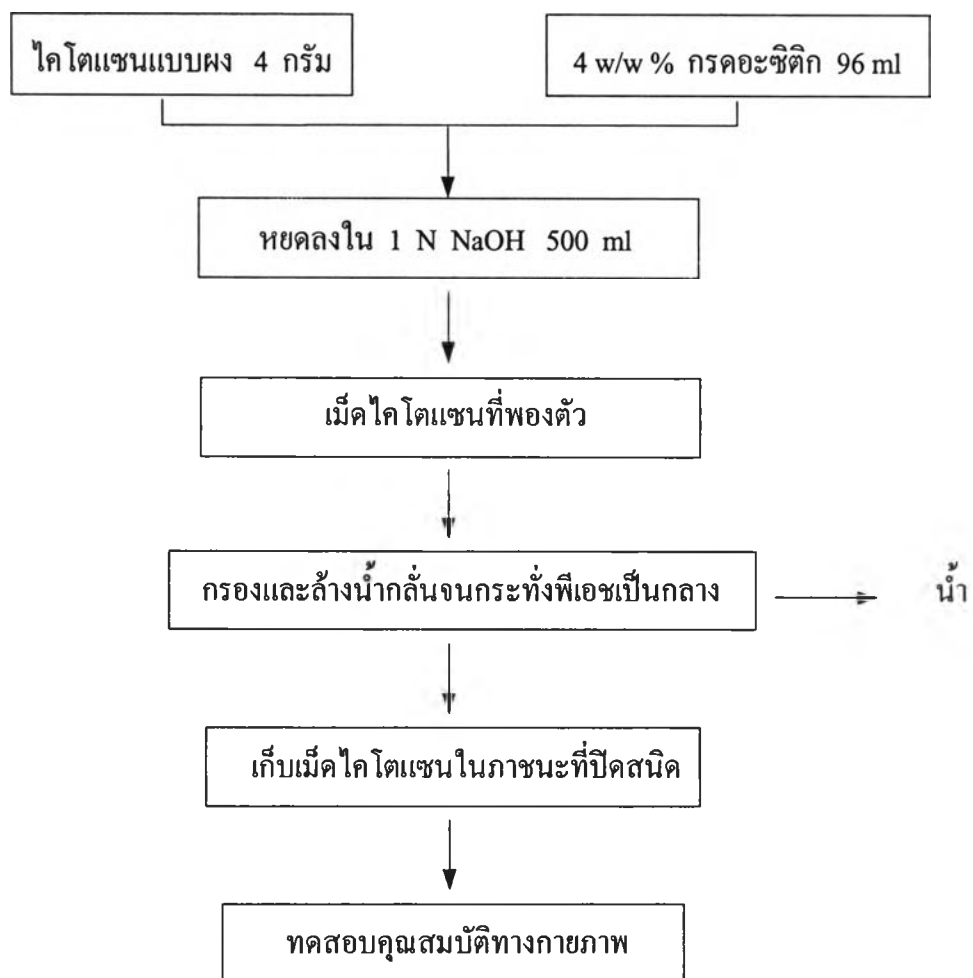 ไคโตแซนแบบผง 4 กรัม
4 w/w % กรดอะซิติก 96 ml
หยดลงใน 1 N NaOH 500 ml
เม็ดไคโตแซนที่พองตัว
กรองและล้างน้ำกลั่นจนกระทั่งพีเอชเป็นกลาง
น้ำ
เก็บเม็ดไคโตแซนในภาชนะที่ปิดสนิด
ทดสอบคุณสมบัติทางกายภาพ